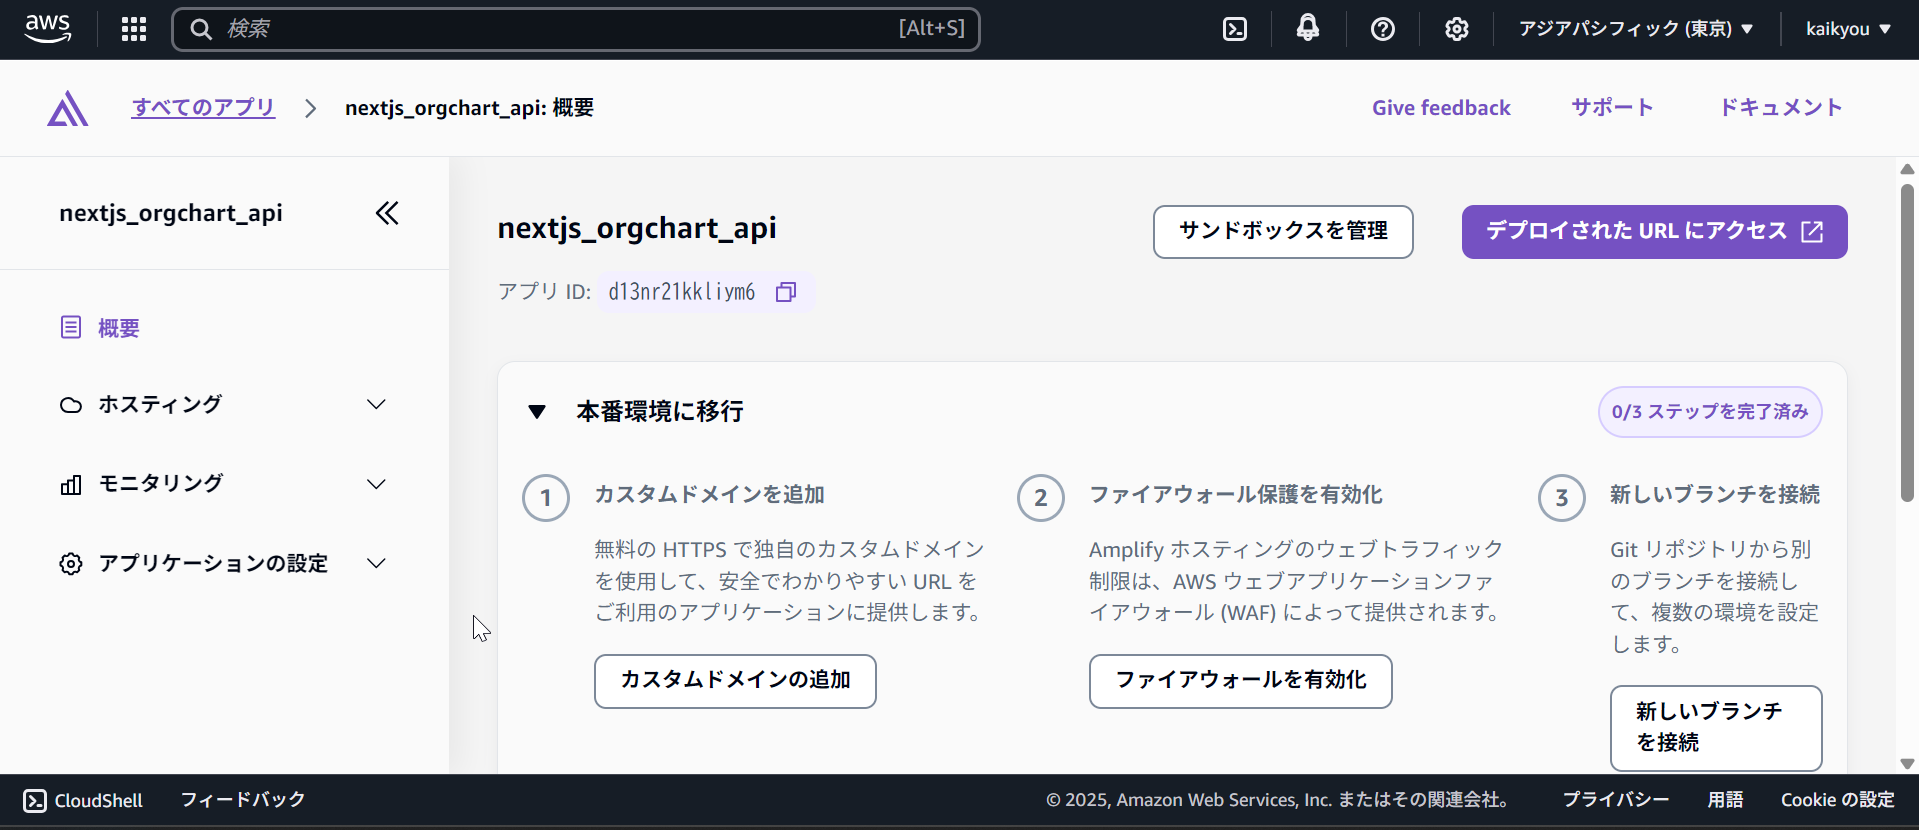 aws
検索 [Alt+S]
アジアパシフィック (東京) ▼
kaikyou ▼
すべてのアプリ
nextjs_orgchart_api: 概要
Give feedback
サポート
ドキュメント
nextjs_orgchart_api
概要
ホスティング
モニタリング
アプリケーションの設定
nextjs_orgchart_api
サンドボックスを管理
デプロイされた URL にアクセス
アプリ ID: d13nr21kkliym6
本番環境に移行
0/3 ステップを完了済み
1
カスタムドメインを追加
無料の HTTPS で独自のカスタムドメイン
を使用して、安全でわかりやすい URL を
ご利用のアプリケーションに提供します。
カスタムドメインの追加
2
ファイアウォール保護を有効化
Amplify ホスティングのウェブトラフィック
制限は、AWS ウェブアプリケーションファ
イアウォール (WAF) によって提供されます。
ファイアウォールを有効化
3
新しいブランチを接続
Git リポジトリから別
のブランチを接続し
て、複数の環境を設定
します。
新しいブランチ
を接続
CloudShell
フィードバック
© 2025, Amazon Web Services, Inc. またはその関連会社。
プライバシー
用語
Cookie の設定